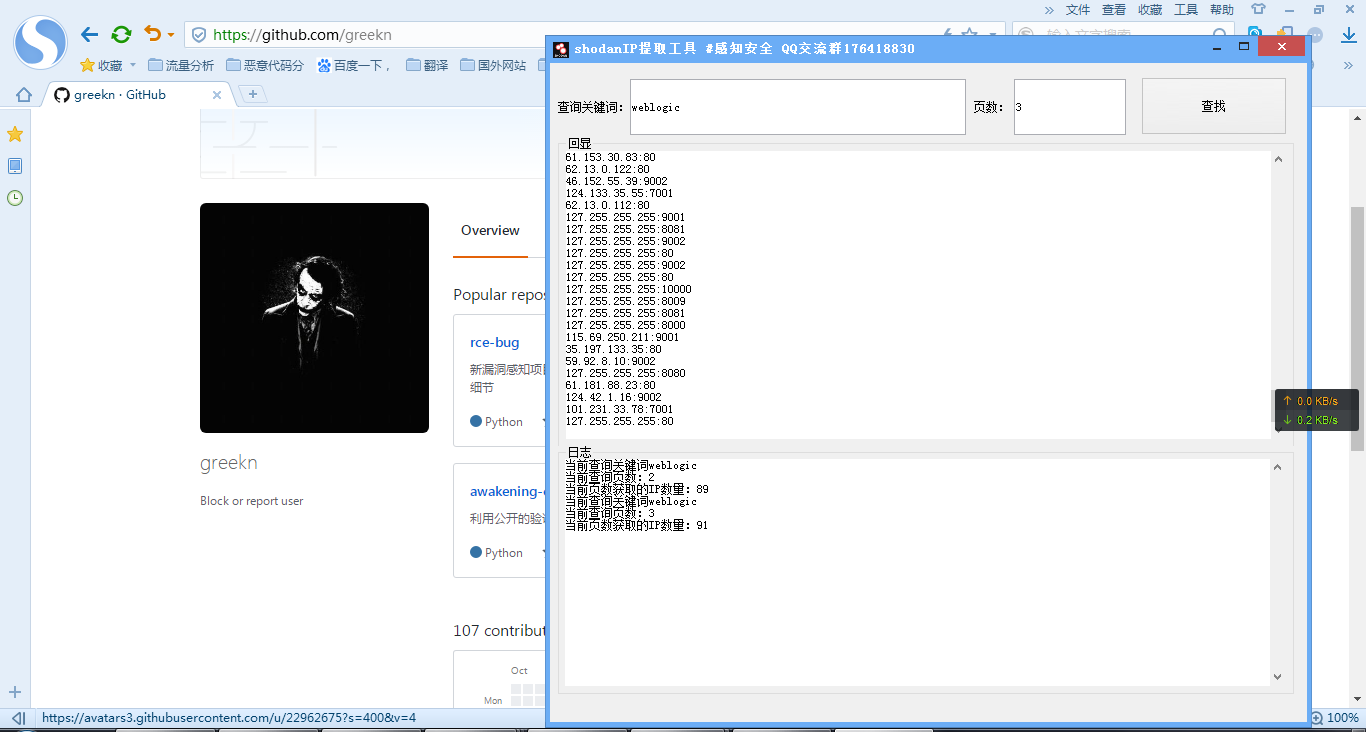 文件 查看 收藏 工具 帮助
https://github.com/greekn
收藏 流量分析 恶意代码分 百度一下， 翻译 国外网站
greekn · GitHub
Overview
Popular repos
rce-bug
新漏洞感知项目
细节
Python
greekn
Block or report user
awakening-
利用公开的验证
Python
107 contribut
Oct
Mon
https://avatars3.githubusercontent.com/u/22962675?s=400&v=4
100%
shodanIP提取工具 #感知安全 QQ交流群176418830
查询关键词: weblogic 页数: 3 查找
回显
61.153.30.83:80
62.13.0.122:80
46.152.55.39:9002
124.133.35.55:7001
62.13.0.112:80
127.255.255.255:9001
127.255.255.255:8081
127.255.255.255:9002
127.255.255.255:80
127.255.255.255:9002
127.255.255.255:80
127.255.255.255:10000
127.255.255.255:8009
127.255.255.255:8081
127.255.255.255:8000
115.69.250.211:9001
35.197.133.35:80
59.92.8.10:9002
127.255.255.255:8080
61.181.88.23:80
124.42.1.16:9002
101.231.33.78:7001
127.255.255.255:80
↑ 0.0 KB/s
↓ 0.2 KB/s
日志
当前查询关键词weblogic
当前查询页数: 2
当前页数获取的IP数量: 89
当前查询关键词weblogic
当前查询页数: 3
当前页数获取的IP数量: 91